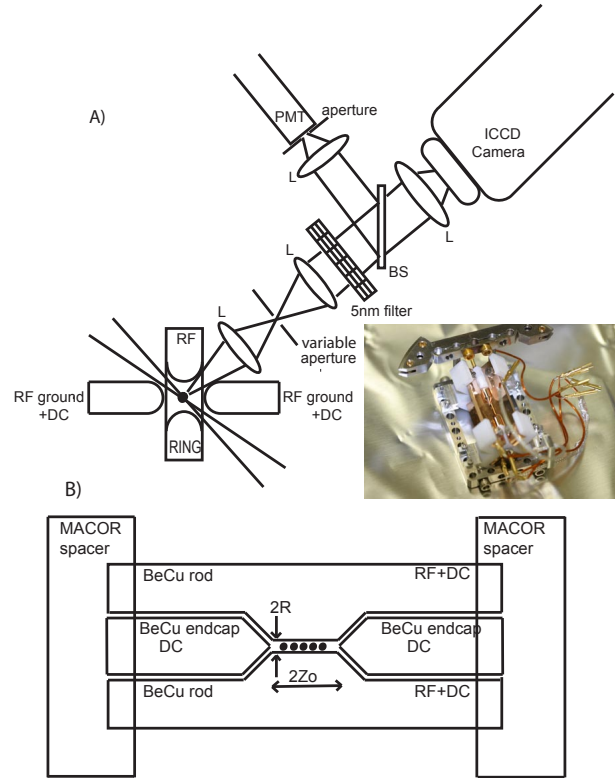 A)
PMT
aperture
ICCD
Camera
L
L
L
BS
5nm filter
L
variable
aperture
RF
RF ground
+DC
RF ground
+DC
RING
B)
MACOR
spacer
MACOR
spacer
BeCu rod
RF+DC
2R
BeCu endcap
DC
BeCu endcap
DC
2Zo
BeCu rod
RF+DC